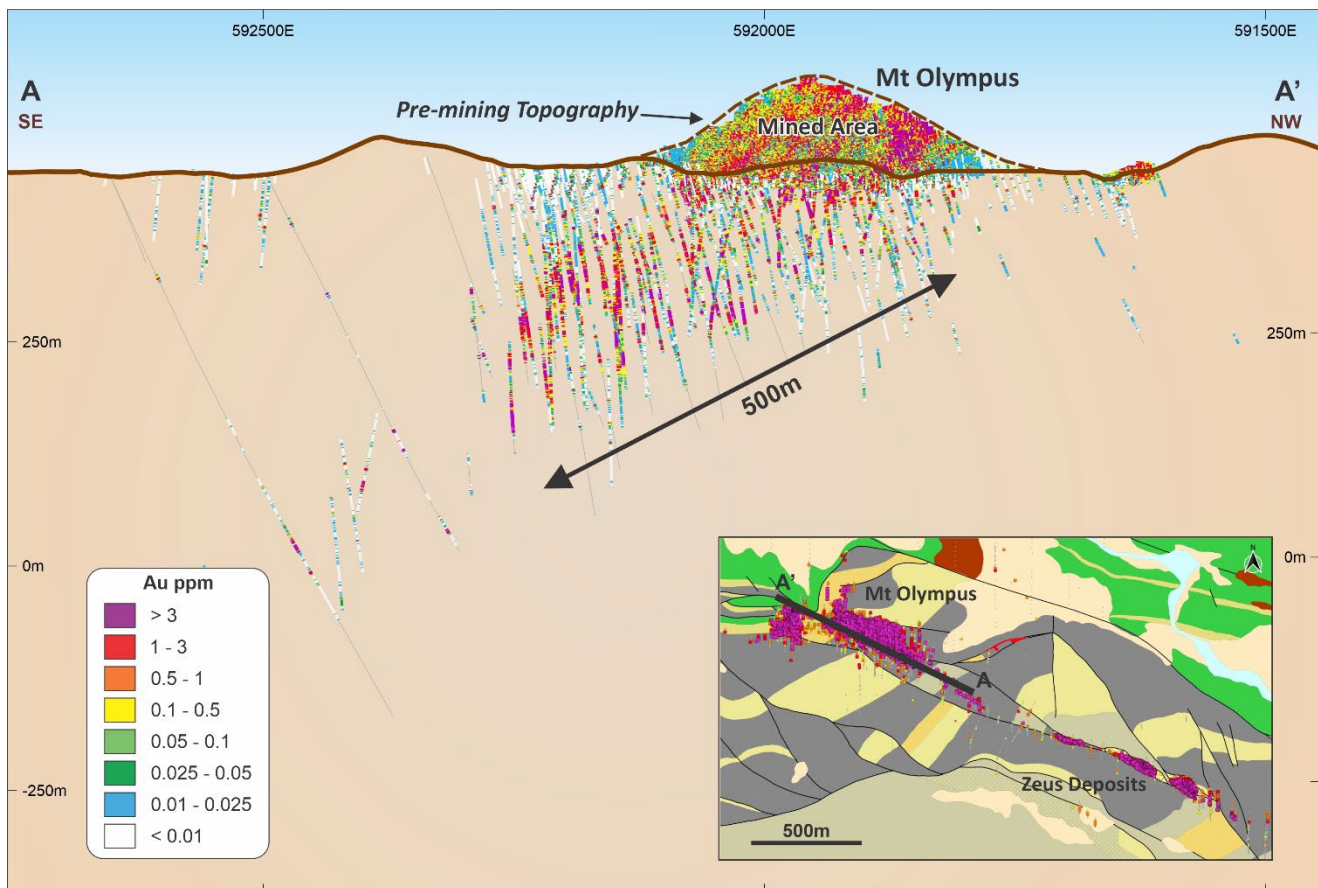 592500E
592000E
591500E
A
SE
Mt Olympus
A'
NW
Pre-mining Topography
Mined Area
250m
250m
500m
0m
0m
-250m
Au ppm
> 3
1 - 3
0.5 - 1
0.1 - 0.5
0.05 - 0.1
0.025 - 0.05
0.01 - 0.025
< 0.01
N
A'
Mt Olympus
A
Zeus Deposits
500m